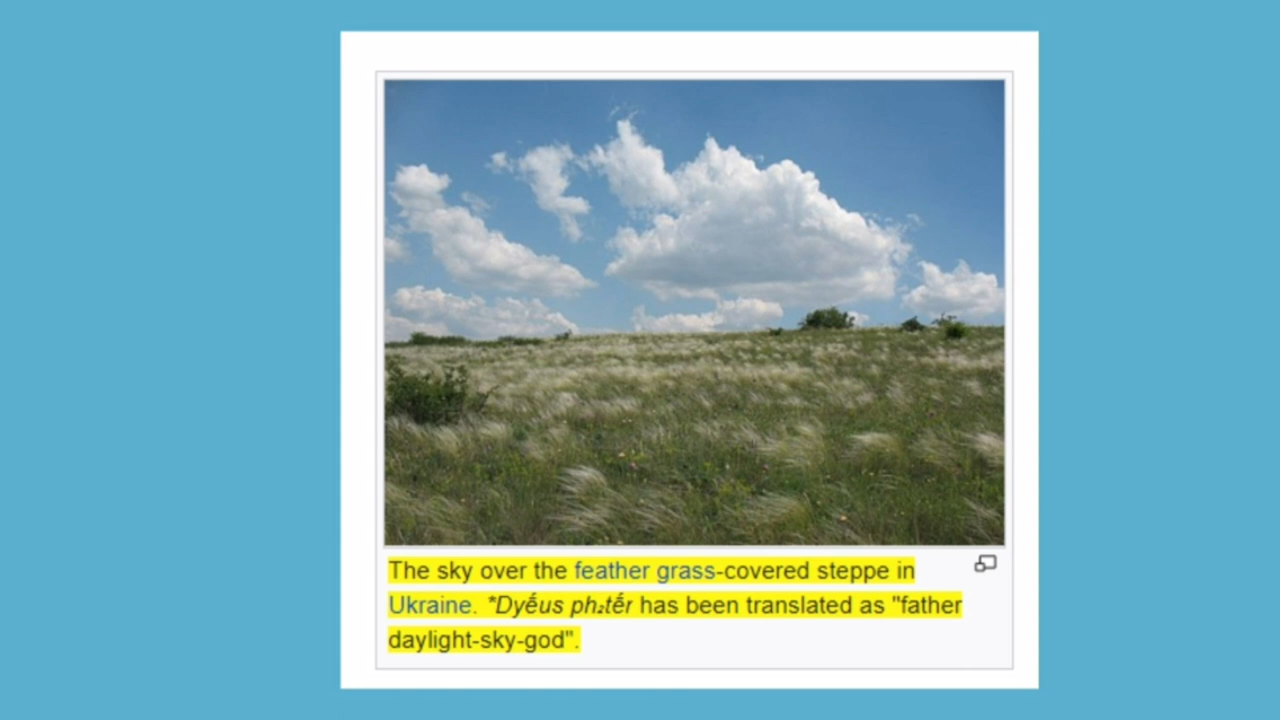 The sky over the feather grass-covered steppe in
Ukraine. *Dyḗus ph₂tḗr has been translated as "father
daylight-sky-god".